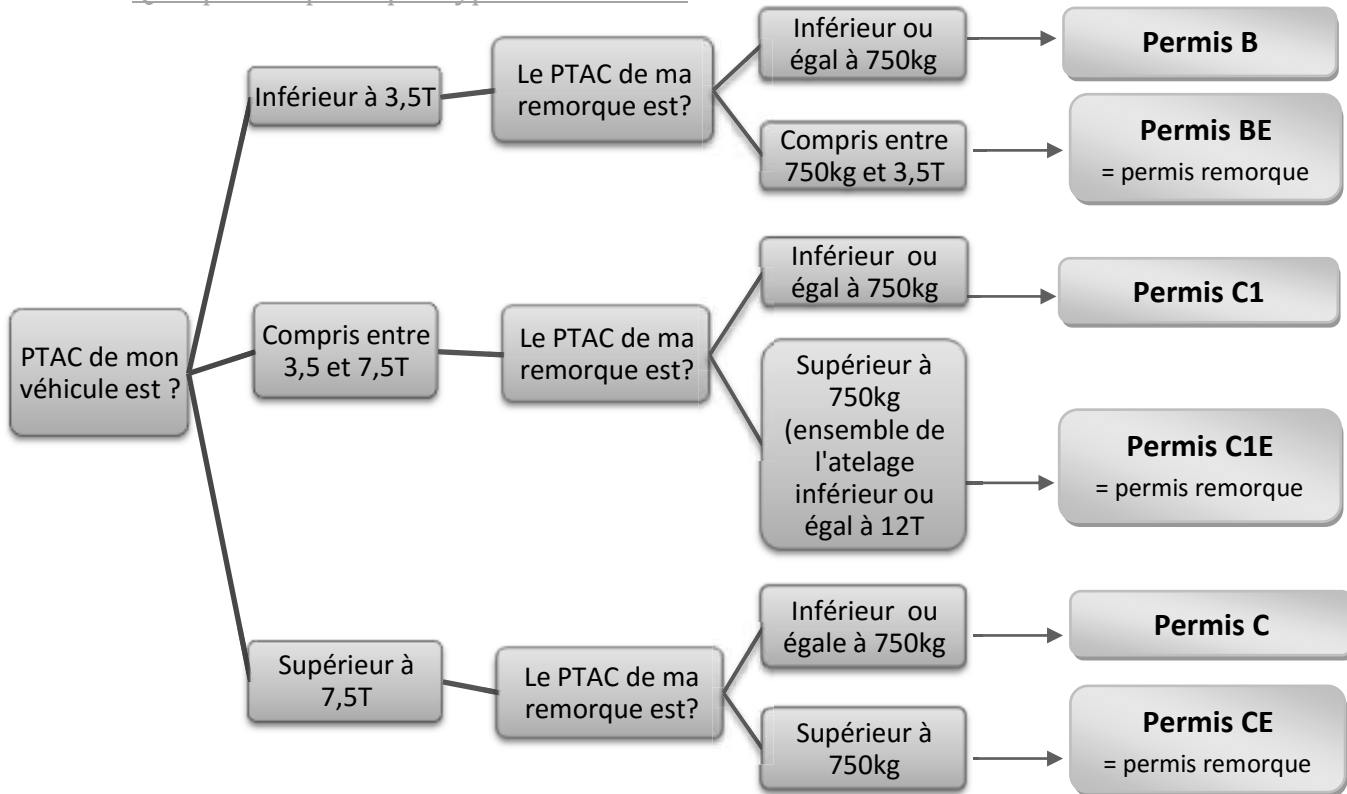 PTAC de mon
véhicule est ?
Inférieur à 3,5T
Le PTAC de ma
remorque est?
Inférieur ou
égal à 750kg
Permis B
Compris entre
750kg et 3,5T
Permis BE
= permis remorque
Compris entre
3,5 et 7,5T
Le PTAC de ma
remorque est?
Inférieur ou
égal à 750kg
Permis C1
Supérieur à
750kg
(ensemble de
l'atelage
inférieur ou
égal à 12T
Permis C1E
= permis remorque
Supérieur à
7,5T
Le PTAC de ma
remorque est?
Inférieur ou
égale à 750kg
Permis C
Supérieur à
750kg
Permis CE
= permis remorque